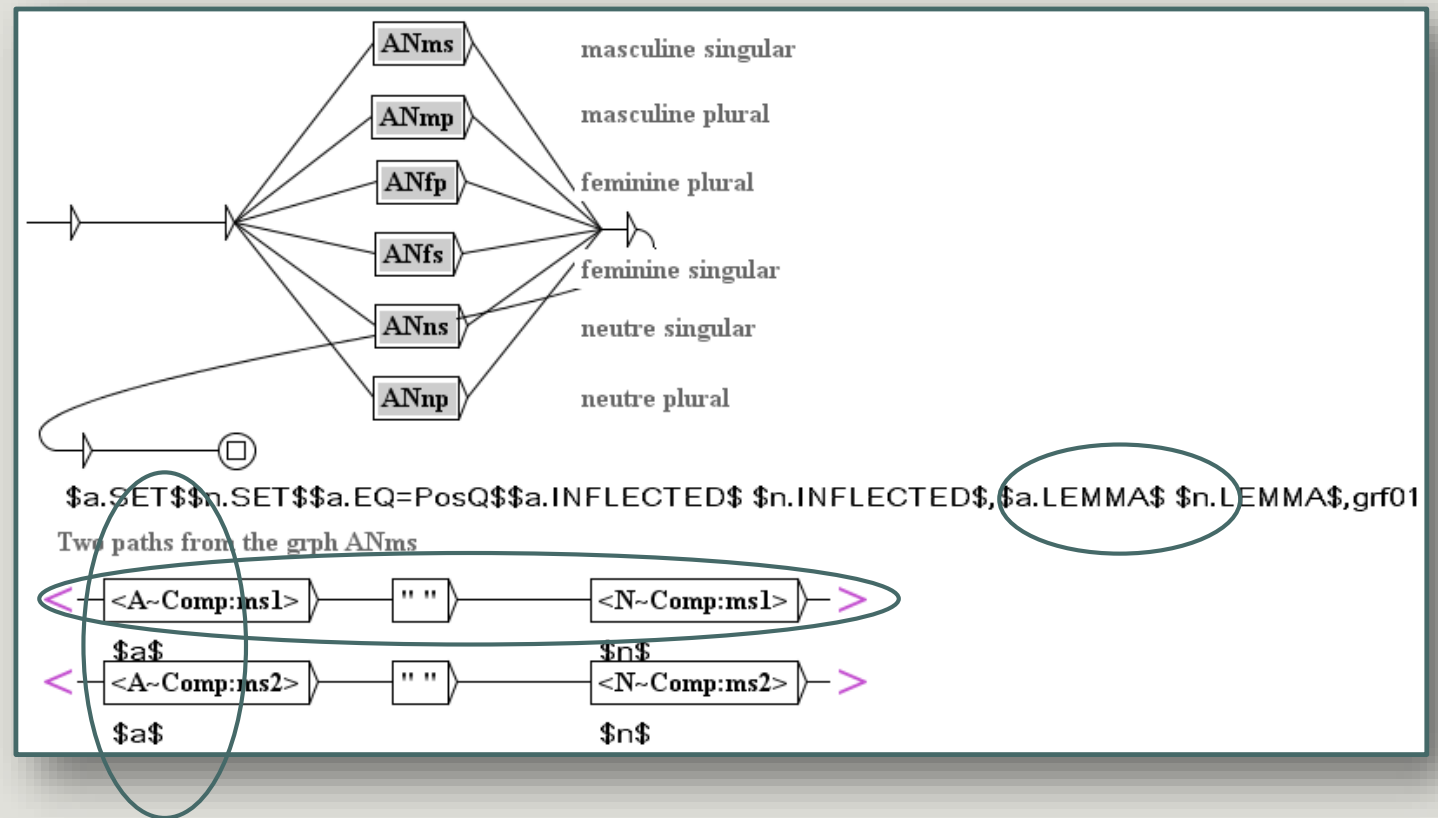 ANms masculine singular
ANmp masculine plural
ANfp feminine plural
ANfs feminine singular
ANns neutre singular
ANnp neutre plural
$a.SET$$n.SET$$a.EQ=PosQ$$a.INFLECTED$ $n.INFLECTED$,$a.LEMMA$ $n.LEMMA$,grf01
Two paths from the grph ANms
< <A~Comp:ms1> " " <N~Comp:ms1> >
$a$ $n$
< <A~Comp:ms2> " " <N~Comp:ms2> >
$a$ $n$